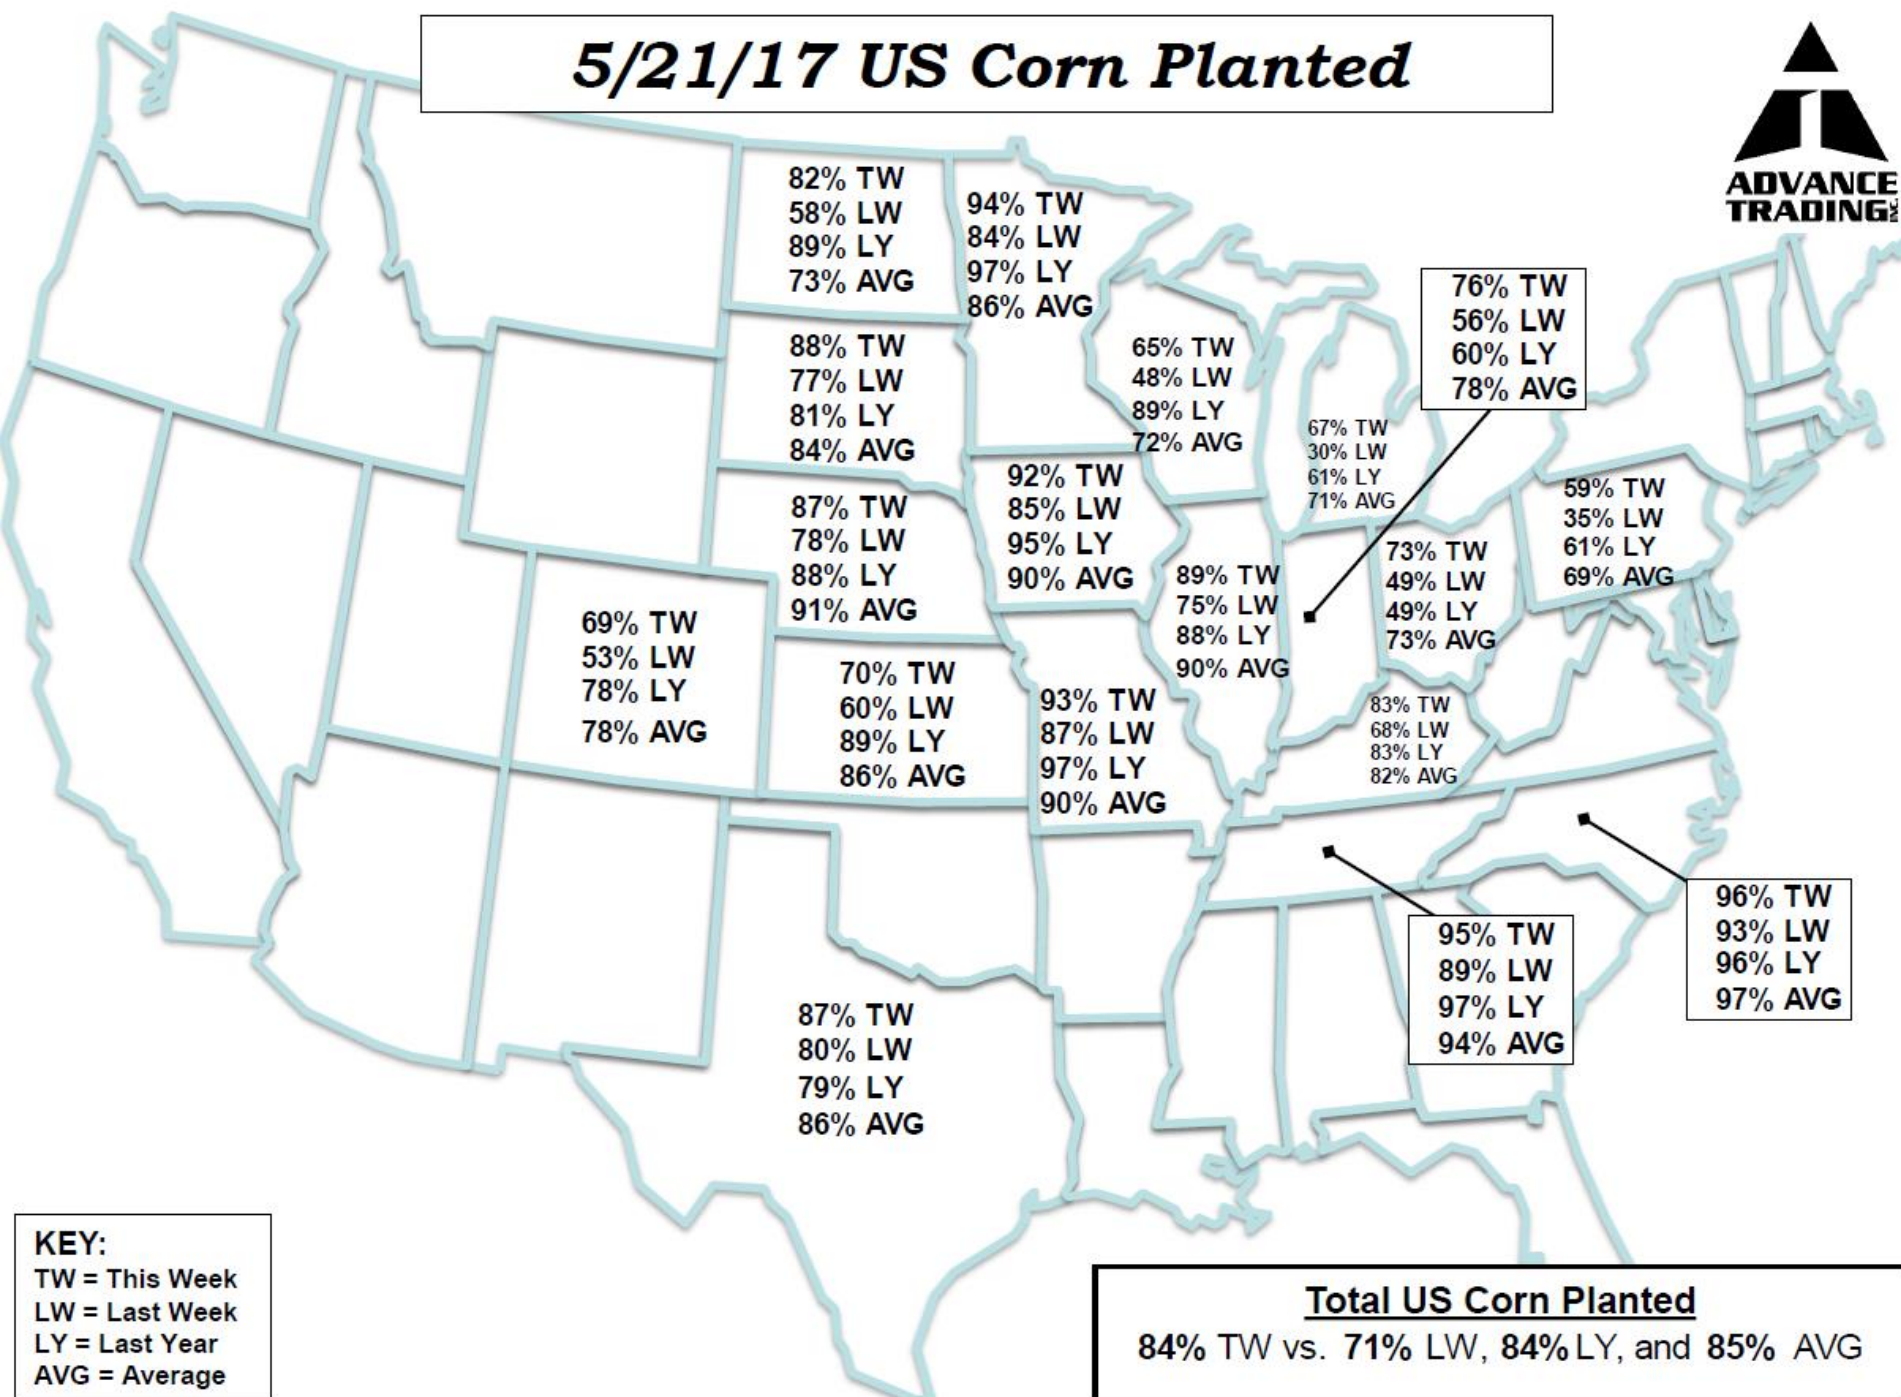 5/21/17 US Corn Planted
ADVANCE
TRADING INC.
82% TW
58% LW
89% LY
73% AVG
94% TW
84% LW
97% LY
86% AVG
76% TW
56% LW
60% LY
78% AVG
88% TW
77% LW
81% LY
84% AVG
65% TW
48% LW
89% LY
72% AVG
67% TW
30% LW
61% LY
71% AVG
92% TW
85% LW
95% LY
90% AVG
59% TW
35% LW
61% LY
69% AVG
87% TW
78% LW
88% LY
91% AVG
89% TW
75% LW
88% LY
90% AVG
73% TW
49% LW
49% LY
73% AVG
69% TW
53% LW
78% LY
78% AVG
70% TW
60% LW
89% LY
86% AVG
93% TW
87% LW
97% LY
90% AVG
83% TW
68% LW
83% LY
82% AVG
96% TW
93% LW
96% LY
97% AVG
95% TW
89% LW
97% LY
94% AVG
87% TW
80% LW
79% LY
86% AVG
KEY:
TW = This Week
LW = Last Week
LY = Last Year
AVG = Average
Total US Corn Planted
84% TW vs. 71% LW, 84% LY, and 85% AVG